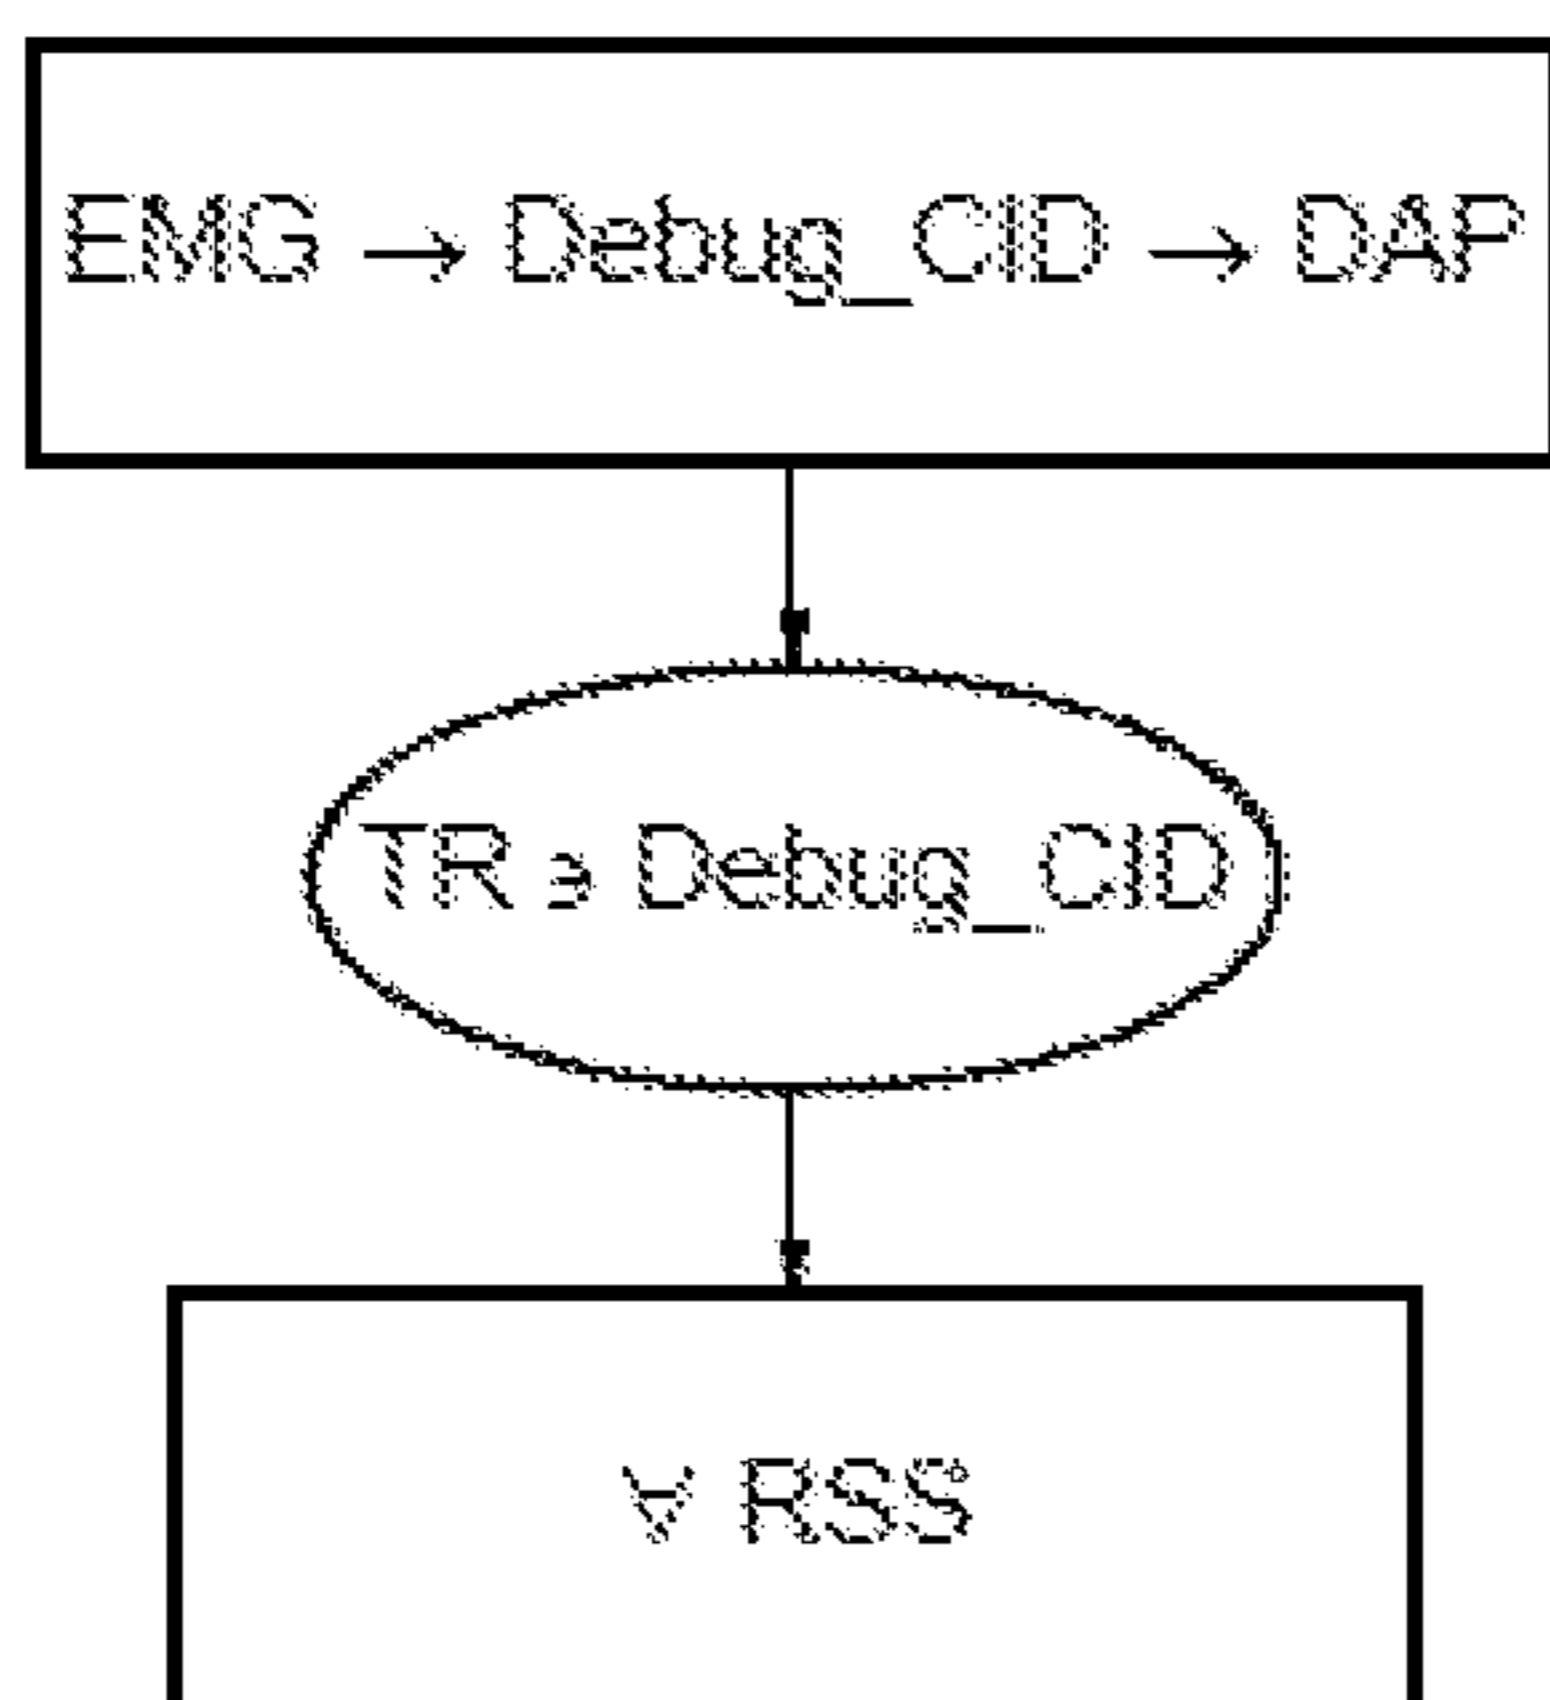 EMG → Debug_CID → DAP
TR э Debug_CID
∀ RSS